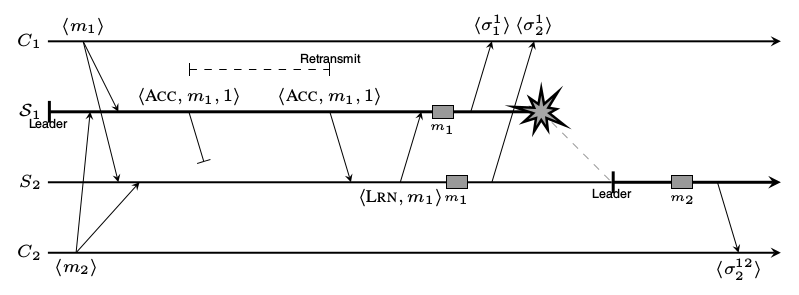 ⟨m₁⟩ ⟨σ₁¹⟩ ⟨σ₂¹⟩
C₁
Retransmit
⟨ACC, m₁, 1⟩ ⟨ACC, m₁, 1⟩
𝒮₁
Leader
m₁
S₂
⟨LRN, m₁⟩ m₁ Leader m₂
C₂
⟨m₂⟩ ⟨σ₂¹²⟩